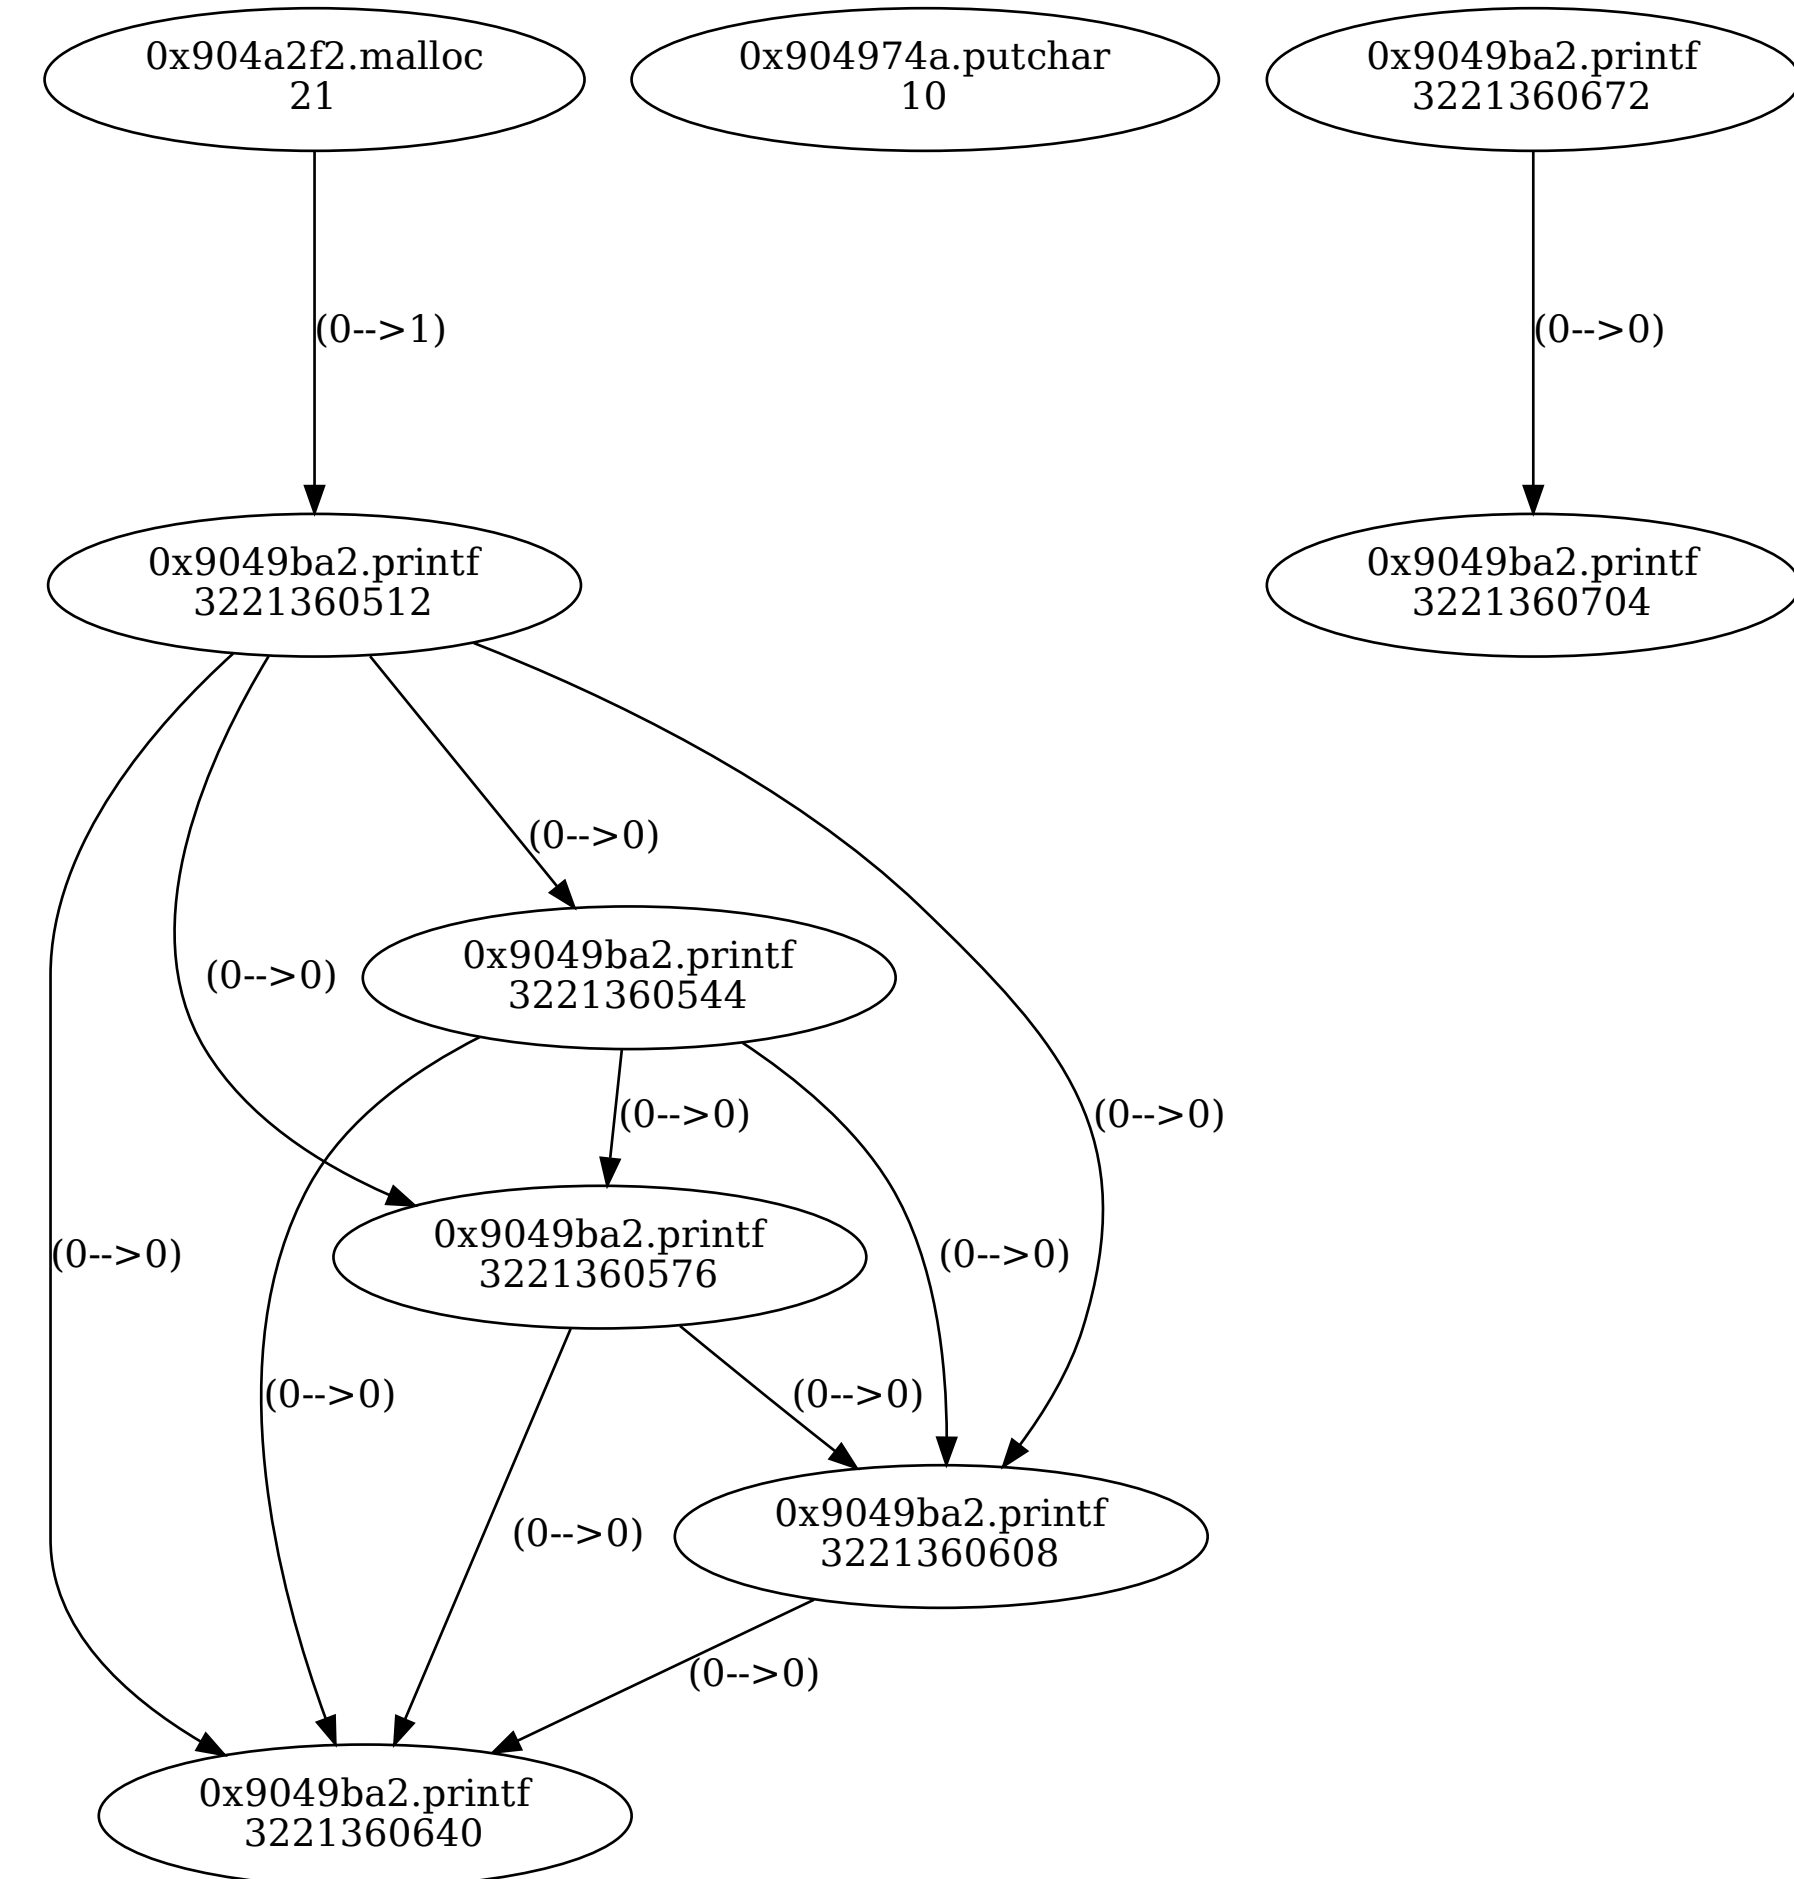 0x904a2f2.malloc
21
0x904974a.putchar
10
0x9049ba2.printf
3221360672
(0-->1)
(0-->0)
0x9049ba2.printf
3221360512
0x9049ba2.printf
3221360704
(0-->0)
(0-->0)
0x9049ba2.printf
3221360544
(0-->0)
(0-->0)
(0-->0)
0x9049ba2.printf
3221360576
(0-->0)
(0-->0)
(0-->0)
(0-->0)
0x9049ba2.printf
3221360608
(0-->0)
0x9049ba2.printf
3221360640